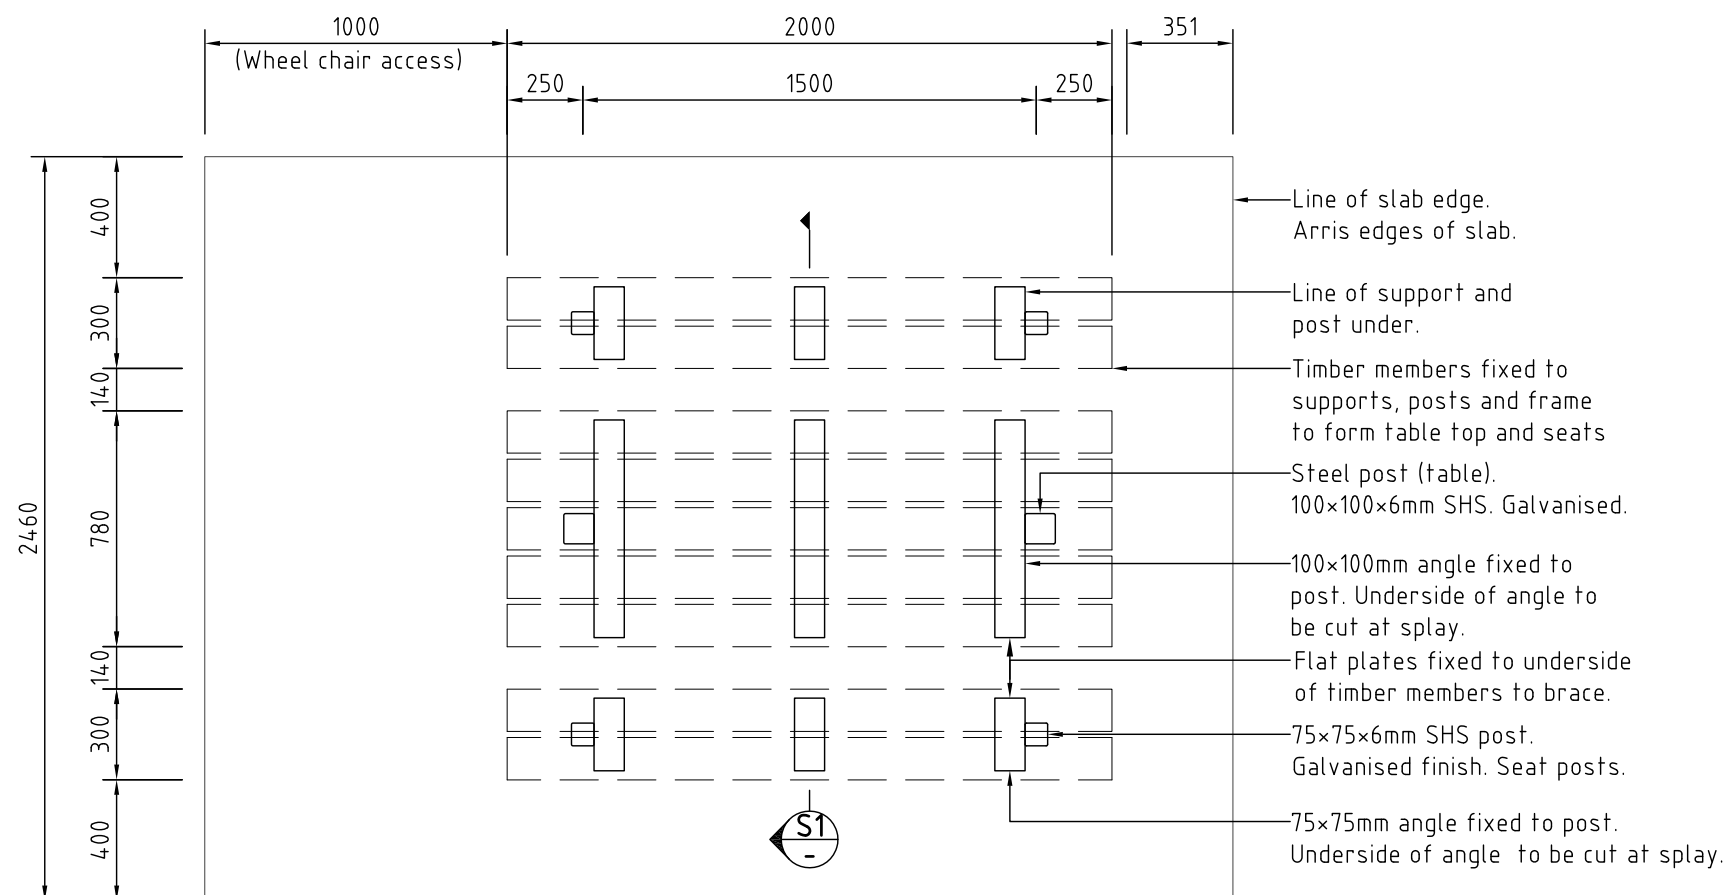 1000
2000
351
(Wheel chair access)
250
1500
250
400
300
140
780
140
300
400
2460
Line of slab edge.
Arris edges of slab.
Line of support and
post under.
Timber members fixed to
supports, posts and frame
to form table top and seats
Steel post (table).
100×100×6mm SHS. Galvanised.
100×100mm angle fixed to
post. Underside of angle to
be cut at splay.
Flat plates fixed to underside
of timber members to brace.
75×75×6mm SHS post.
Galvanised finish. Seat posts.
75×75mm angle fixed to post.
Underside of angle to be cut at splay.
S1
-